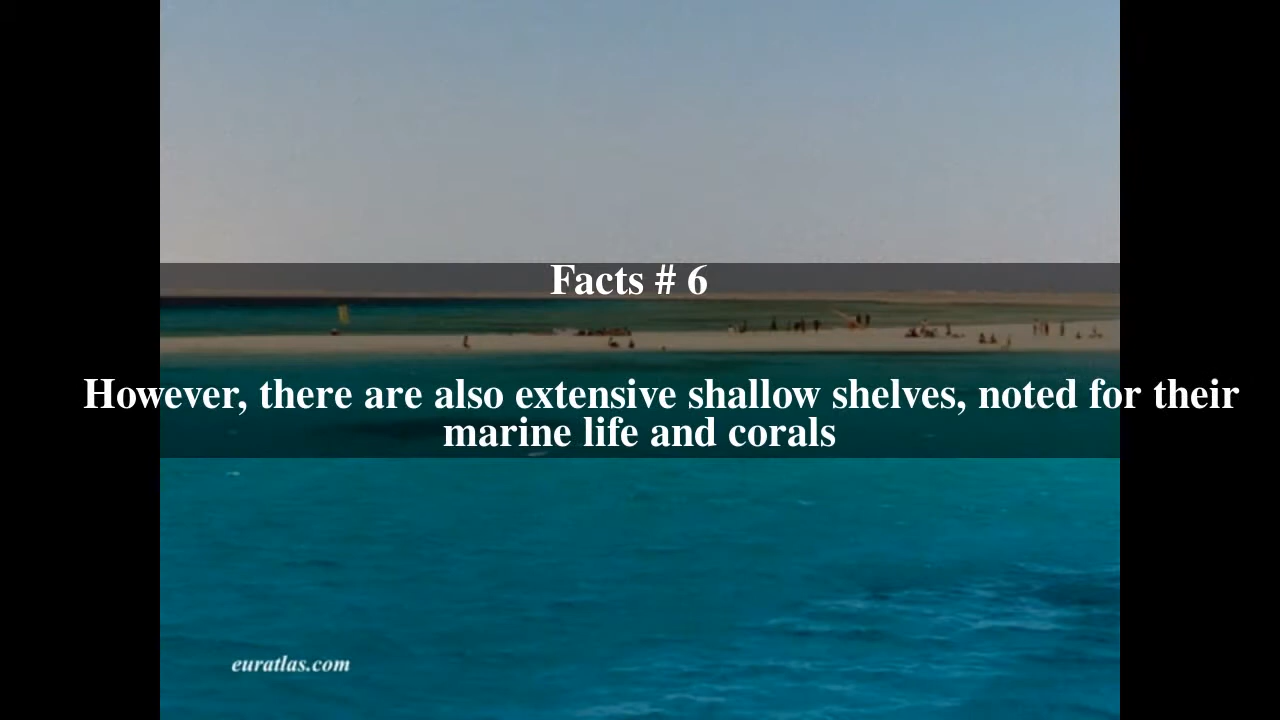 Facts # 6
However, there are also extensive shallow shelves, noted for their
marine life and corals
euratlas.com